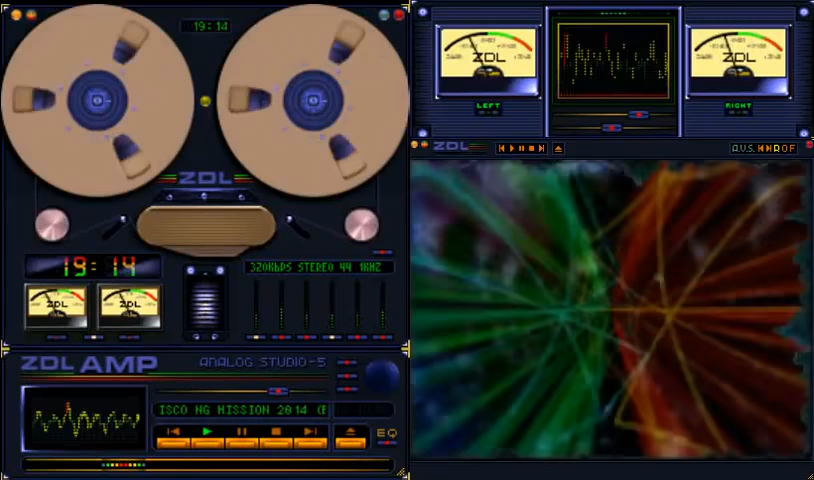 19:14
ZDL
19:14
320KBPS STEREO 44 1KHZ
ZDL
ZDL
ZDL AMP
ANALOG STUDIO-5
ISCO NG MISSION 2014 (E
EQ
ZDL
LEFT
ZDL
RIGHT
ZDL
A.V.S.
R O F